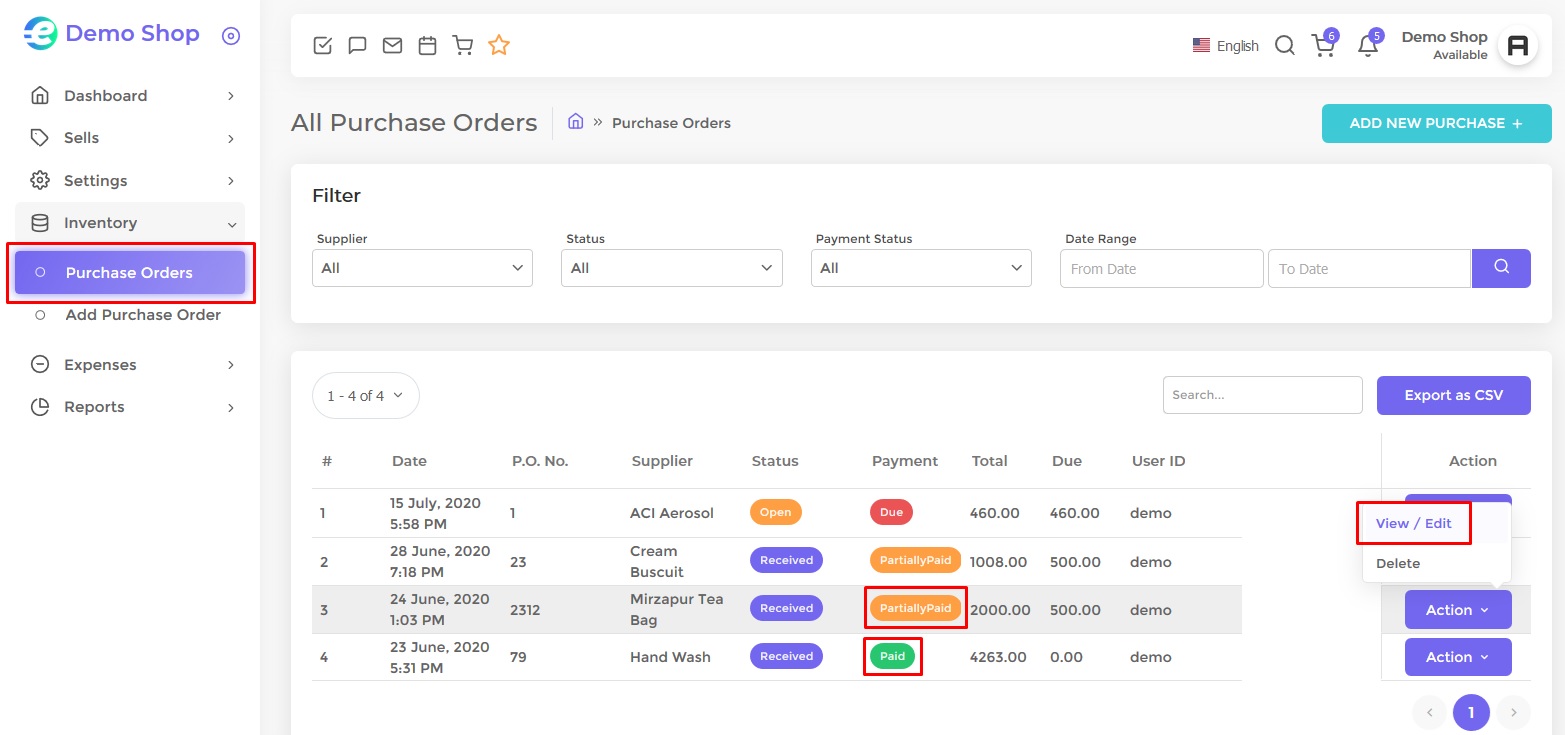 Demo Shop
Dashboard
Sells
Settings
Inventory
Purchase Orders
Add Purchase Order
Expenses
Reports
English
6
5
Demo Shop
Available
All Purchase Orders
» Purchase Orders
ADD NEW PURCHASE +
Filter
Supplier Status Payment Status Date Range
All All All From Date To Date
1 - 4 of 4 Search... Export as CSV
# Date P.O. No. Supplier Status Payment Total Due User ID Action
1 15 July, 2020 5:58 PM 1 ACI Aerosol Open Due 460.00 460.00 demo
View / Edit
Delete
2 28 June, 2020 7:18 PM 23 Cream Buscuit Received PartiallyPaid 1008.00 500.00 demo
3 24 June, 2020 1:03 PM 2312 Mirzapur Tea Bag Received PartiallyPaid 2000.00 500.00 demo Action
4 23 June, 2020 5:31 PM 79 Hand Wash Received Paid 4263.00 0.00 demo Action
1